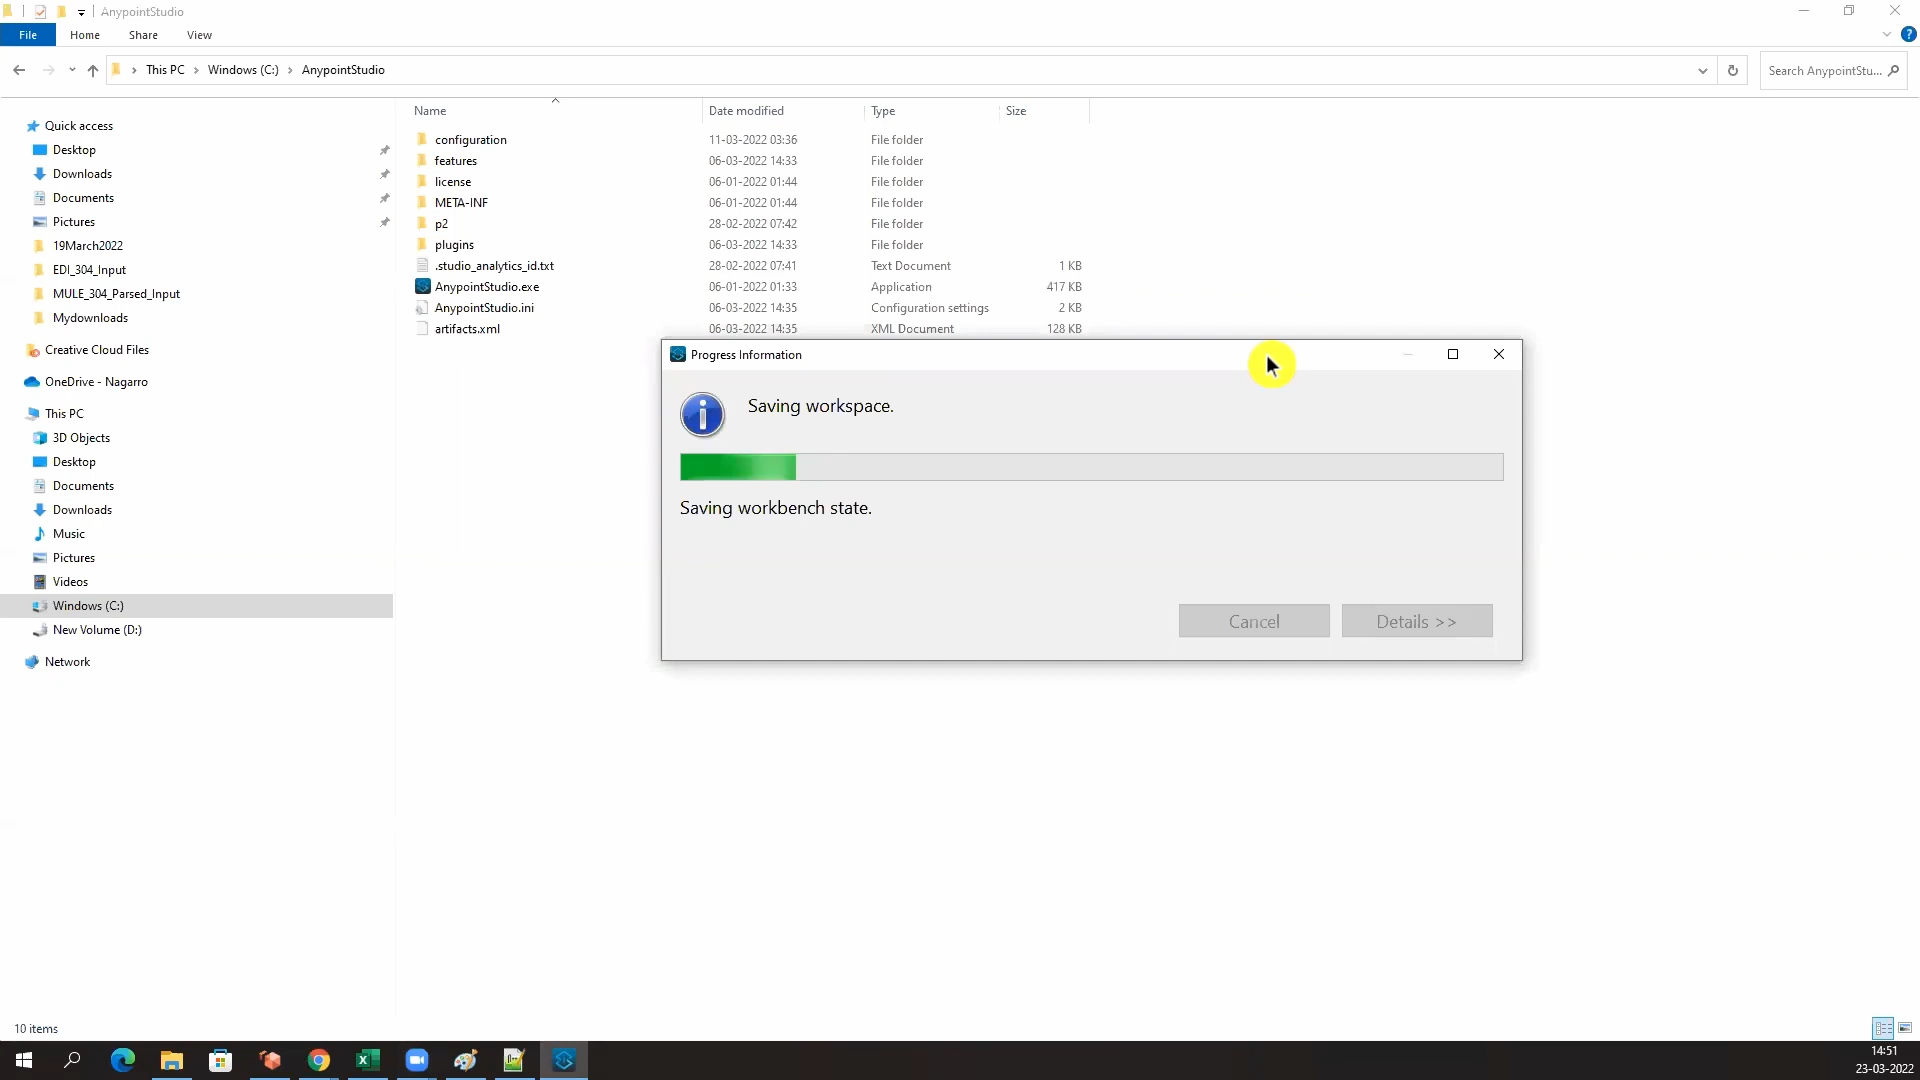 AnypointStudio
File Home Share View
This PC Windows (C:) AnypointStudio
Search AnypointStu...
Name Date modified Type Size
configuration 11-03-2022 03:36 File folder
features 06-03-2022 14:33 File folder
license 06-01-2022 01:44 File folder
META-INF 06-01-2022 01:44 File folder
p2 28-02-2022 07:42 File folder
plugins 06-03-2022 14:33 File folder
.studio_analytics_id.txt 28-02-2022 07:41 Text Document 1 KB
AnypointStudio.exe 06-01-2022 01:33 Application 417 KB
AnypointStudio.ini 06-03-2022 14:35 Configuration settings 2 KB
artifacts.xml 06-03-2022 14:35 XML Document 128 KB
Quick access
Desktop
Downloads
Documents
Pictures
19March2022
EDI_304_Input
MULE_304_Parsed_Input
Mydownloads
Creative Cloud Files
OneDrive - Nagarro
This PC
3D Objects
Desktop
Documents
Downloads
Music
Pictures
Videos
Windows (C:)
New Volume (D:)
Network
Progress Information
Saving workspace.
Saving workbench state.
Cancel Details >>
10 items
14:51
23-03-2022